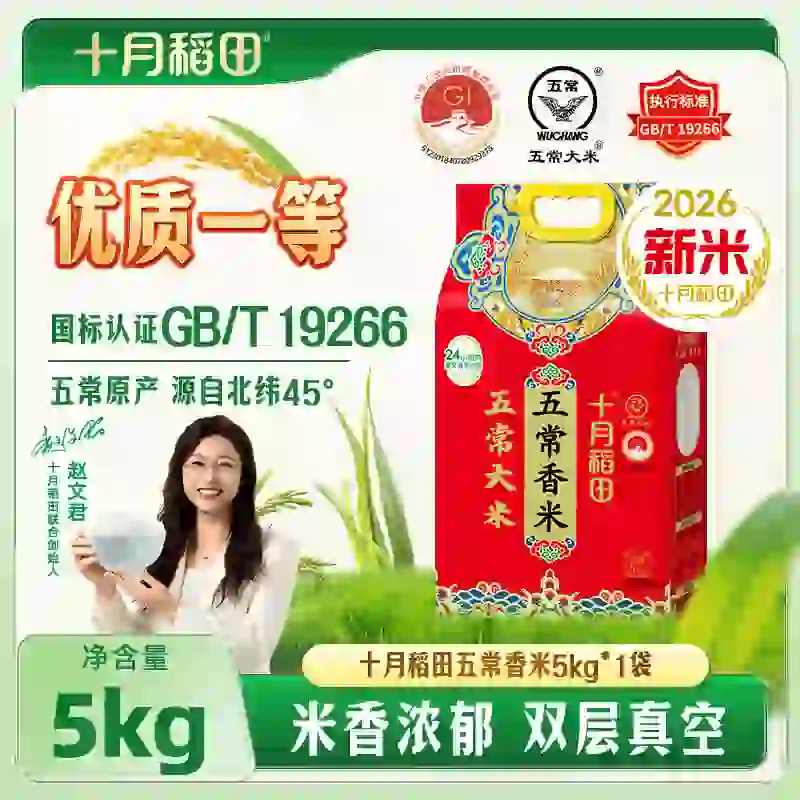 十月稻田
GI
五常
WUCHANG
五常大米
执行标准
GB/T 19266
优质一等
2026
新米
十月稻田
国标认证GB/T 19266
五常原产 源自北纬45°
赵文君
十月稻田联合创始人
十月稻田
五常香米
五常大米
净含量
5kg
十月稻田五常香米5kg*1袋
米香浓郁 双层真空